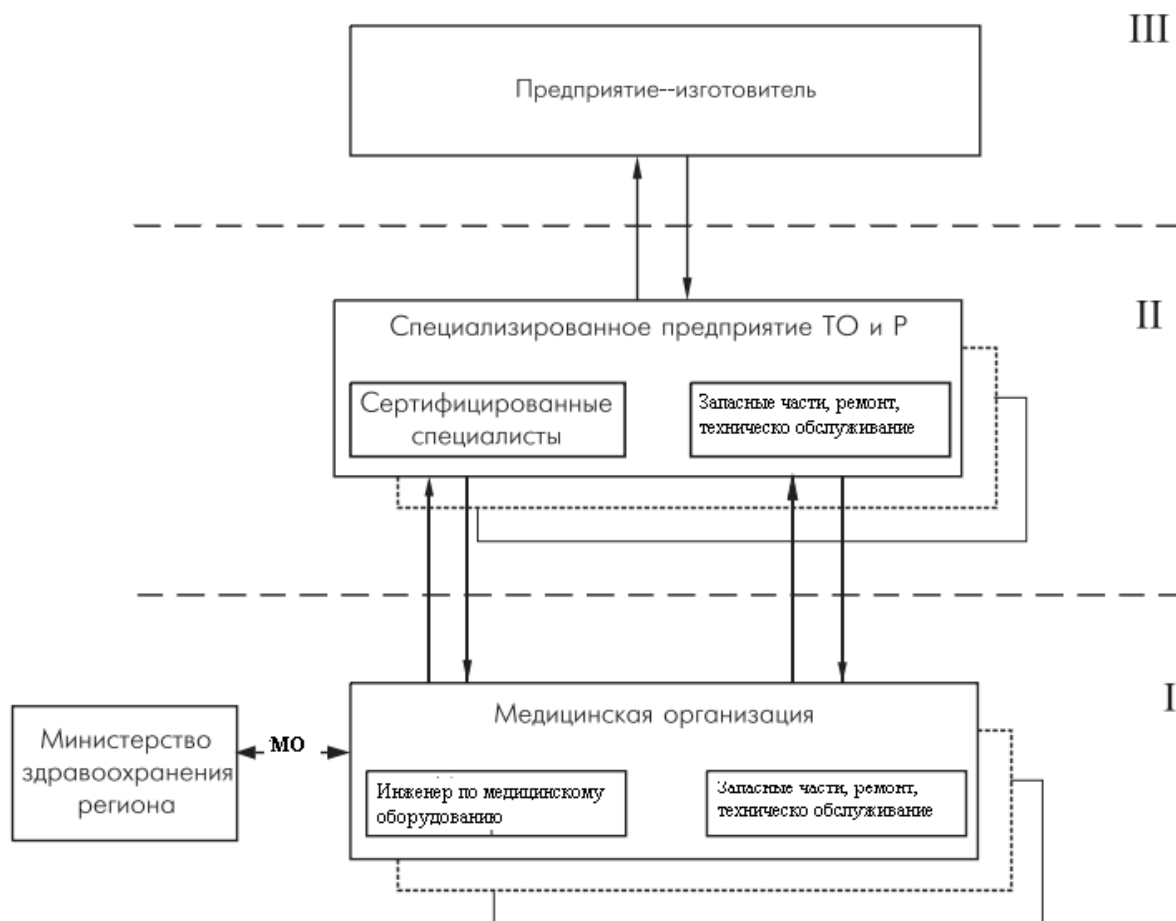 III
Предприятие--изготовитель
II
Специализированное предприятие ТО и Р
Сертифицированные
специалисты
Запасные части, ремонт,
техническо обслуживание
I
Медицинская организация
Министерство
здравоохранения
региона
МО
Инженер по медицинскому
оборудованию
Запасные части, ремонт,
техническо обслуживание